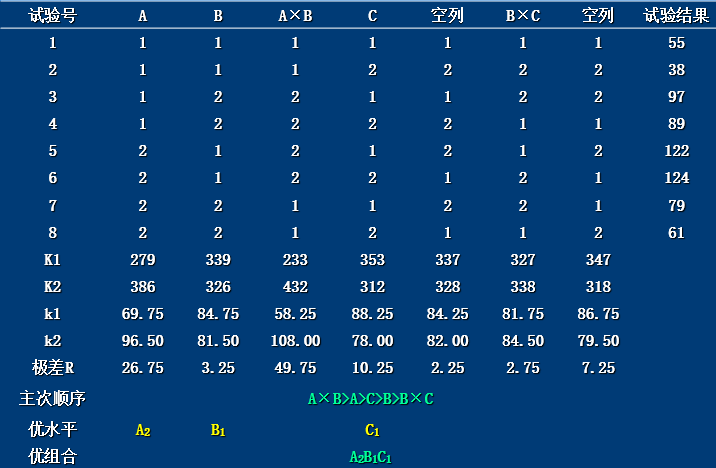 试验号 A B A×B C 空列 B×C 空列 试验结果
1 1 1 1 1 1 1 1 55
2 1 1 1 2 2 2 2 38
3 1 2 2 1 1 2 2 97
4 1 2 2 2 2 1 1 89
5 2 1 2 1 2 1 2 122
6 2 1 2 2 1 2 1 124
7 2 2 1 1 2 2 1 79
8 2 2 1 2 1 1 2 61
K1 279 339 233 353 337 327 347
K2 386 326 432 312 328 338 318
k1 69.75 84.75 58.25 88.25 84.25 81.75 86.75
k2 96.50 81.50 108.00 78.00 82.00 84.50 79.50
极差R 26.75 3.25 49.75 10.25 2.25 2.75 7.25
主次顺序 A×B>A>C>B>B×C
优水平 A₂ B₁ C₁
优组合 A₂B₁C₁